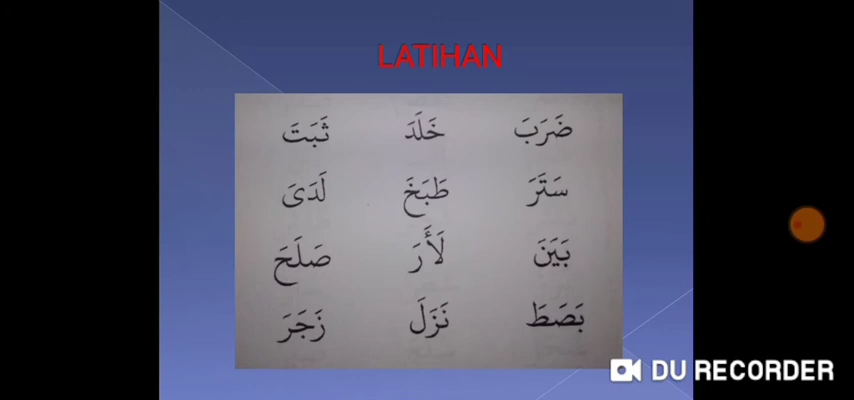 LATIHAN
ضَرَبَ خَلَدَ ثَبَتَ
سَتَرَ طَبَخَ لَدَىَ
بَيَنَ لَأَرَ صَلَحَ
بَصَطَ نَزَلَ زَجَرَ
DU RECORDER